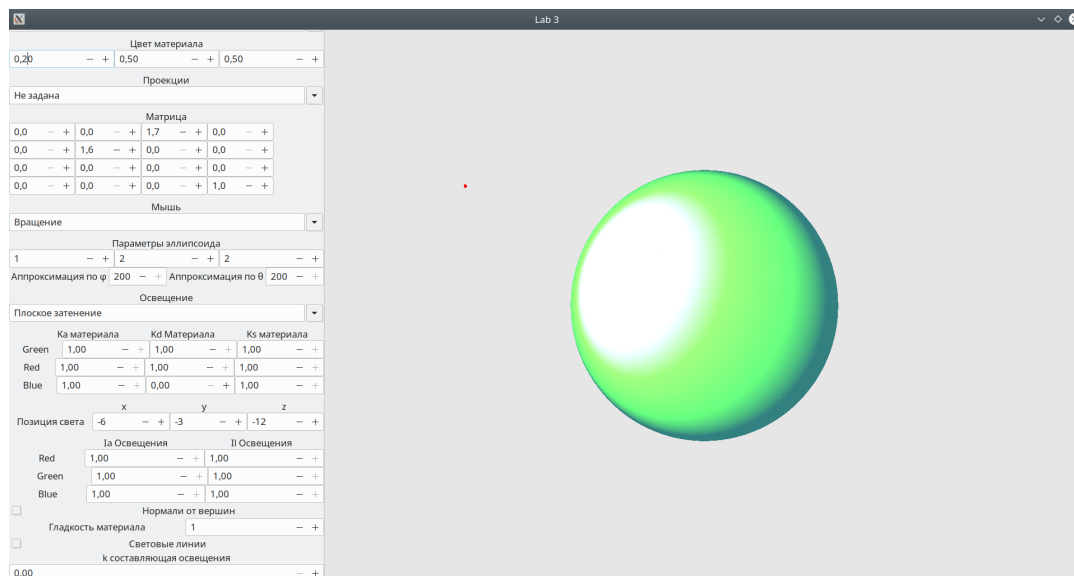 Lab 3
Цвет материала
0,20 − + 0,50 − + 0,50 − +
Проекции
Не задана
Матрица
0,0 − + 0,0 − + 1,7 − + 0,0 − +
0,0 − + 1,6 − + 0,0 − + 0,0 − +
0,0 − + 0,0 − + 0,0 − + 0,0 − +
0,0 − + 0,0 − + 0,0 − + 1,0 − +
Мышь
Вращение
Параметры эллипсоида
1 − + 2 − + 2 − +
Аппроксимация по φ 200 − + Аппроксимация по θ 200 − +
Освещение
Плоское затенение
Ka материала Kd Материала Ks материала
Green 1,00 − + 1,00 − + 1,00 − +
Red 1,00 − + 1,00 − + 1,00 − +
Blue 1,00 − + 0,00 − + 1,00 − +
x y z
Позиция света -6 − + -3 − + -12 − +
Ia Освещения Il Освещения
Red 1,00 − + 1,00 − +
Green 1,00 − + 1,00 − +
Blue 1,00 − + 1,00 − +
Нормали от вершин
Гладкость материала 1 − +
Световые линии
k составляющая освещения
0.00 − +